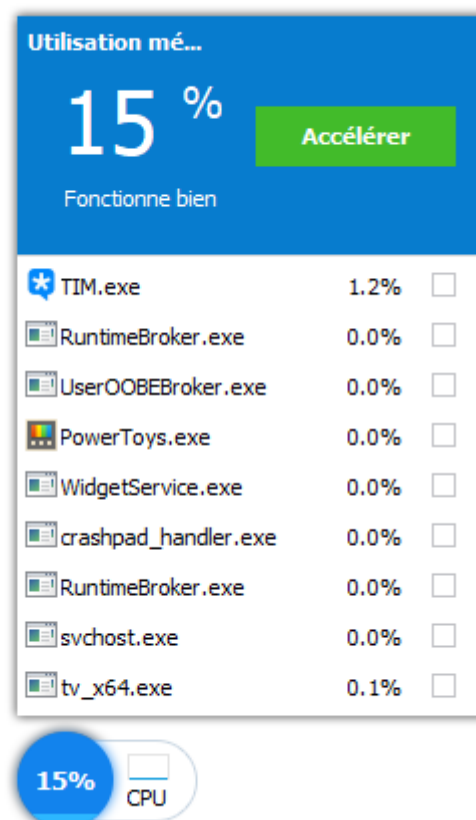 Utilisation mé...
15 %
Accélérer
Fonctionne bien
TIM.exe 1.2%
RuntimeBroker.exe 0.0%
UserOOBEBroker.exe 0.0%
PowerToys.exe 0.0%
WidgetService.exe 0.0%
crashpad_handler.exe 0.0%
RuntimeBroker.exe 0.0%
svchost.exe 0.0%
tv_x64.exe 0.1%
15%
CPU